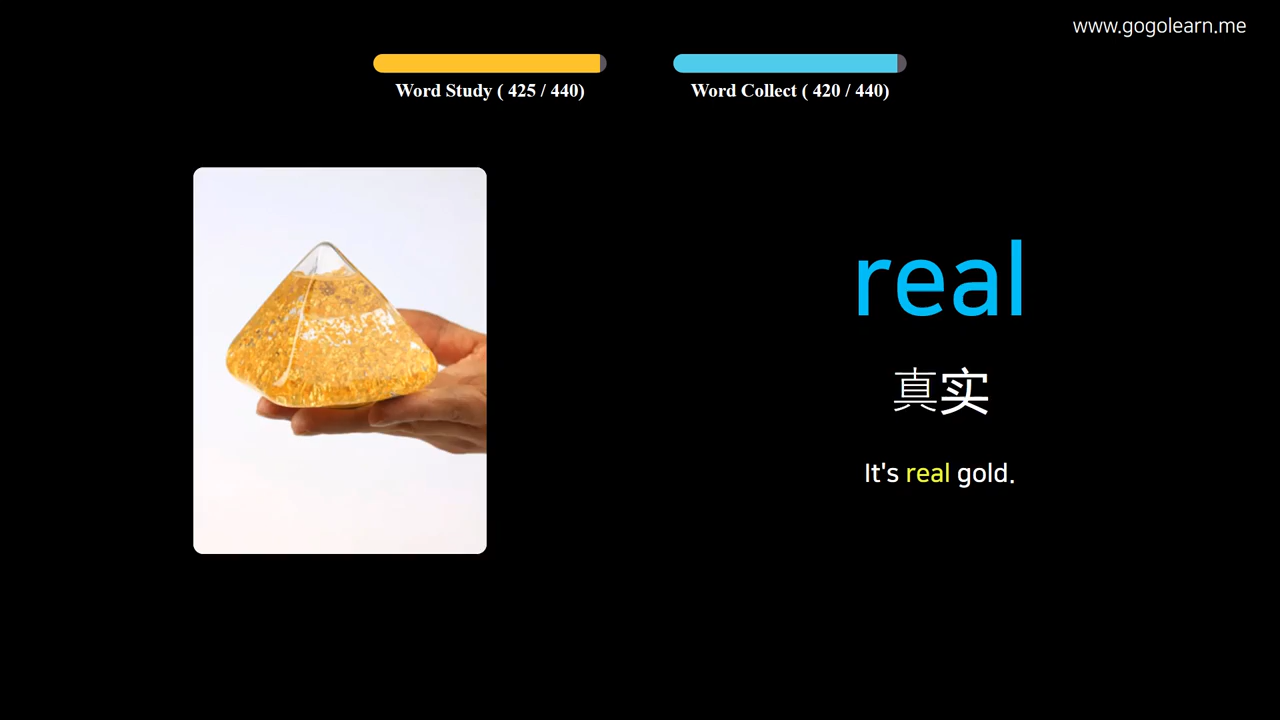 www.gogolearn.me
Word Study ( 425 / 440)
Word Collect ( 420 / 440)
real
真实
It's real gold.